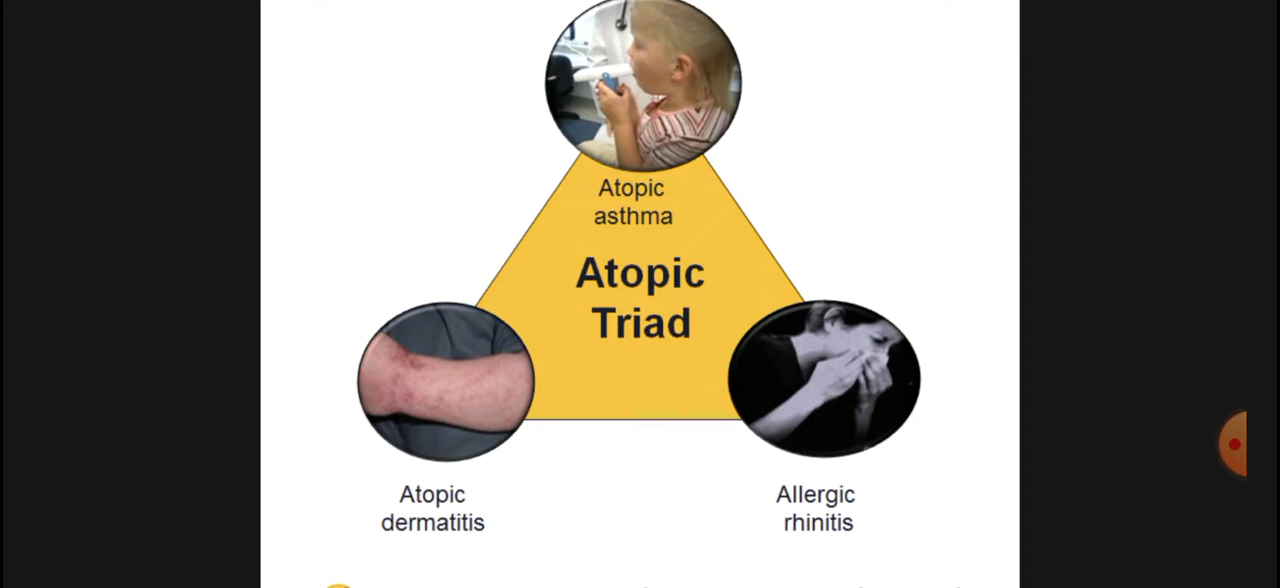 Atopic
asthma
Atopic
Triad
Atopic
dermatitis
Allergic
rhinitis